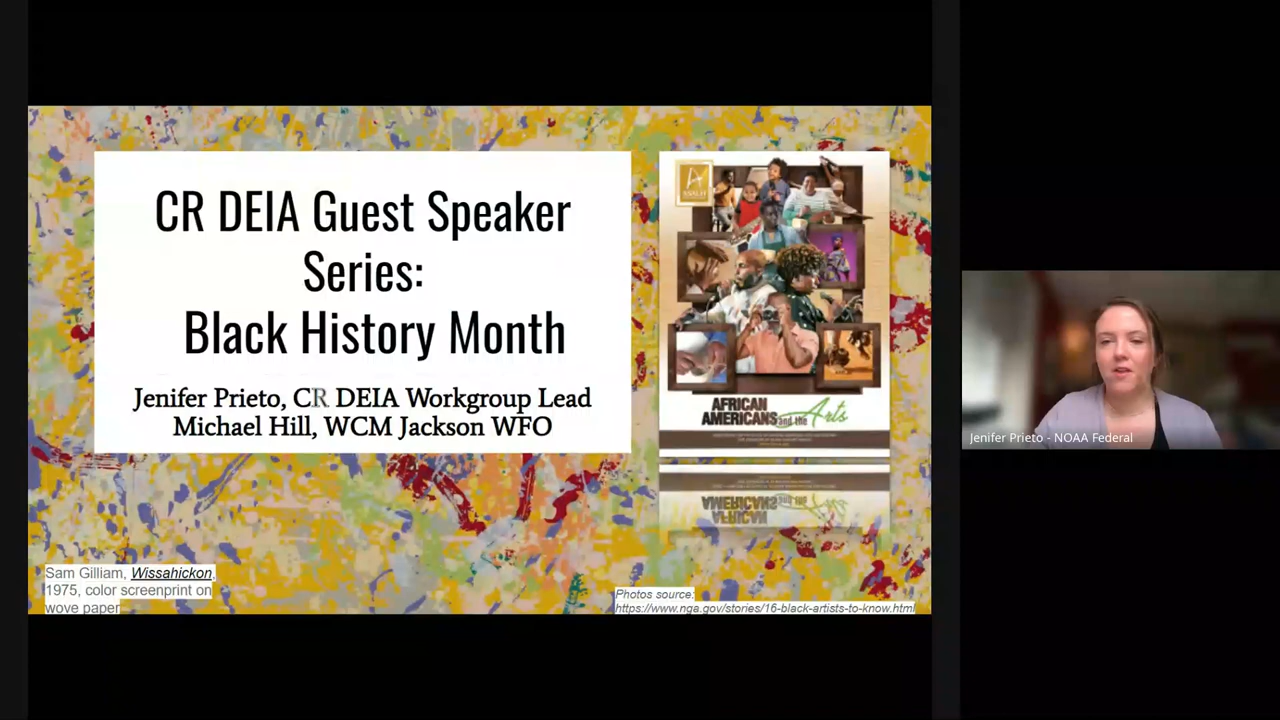 CR DEIA Guest Speaker
Series:
Black History Month
Jenifer Prieto, CR DEIA Workgroup Lead
Michael Hill, WCM Jackson WFO
AFRICAN
AMERICANS and the Arts
Sam Gilliam, Wissahickon,
1975, color screenprint on
wove paper
Photos source:
https://www.nga.gov/stories/16-black-artists-to-know.html
Jenifer Prieto - NOAA Federal